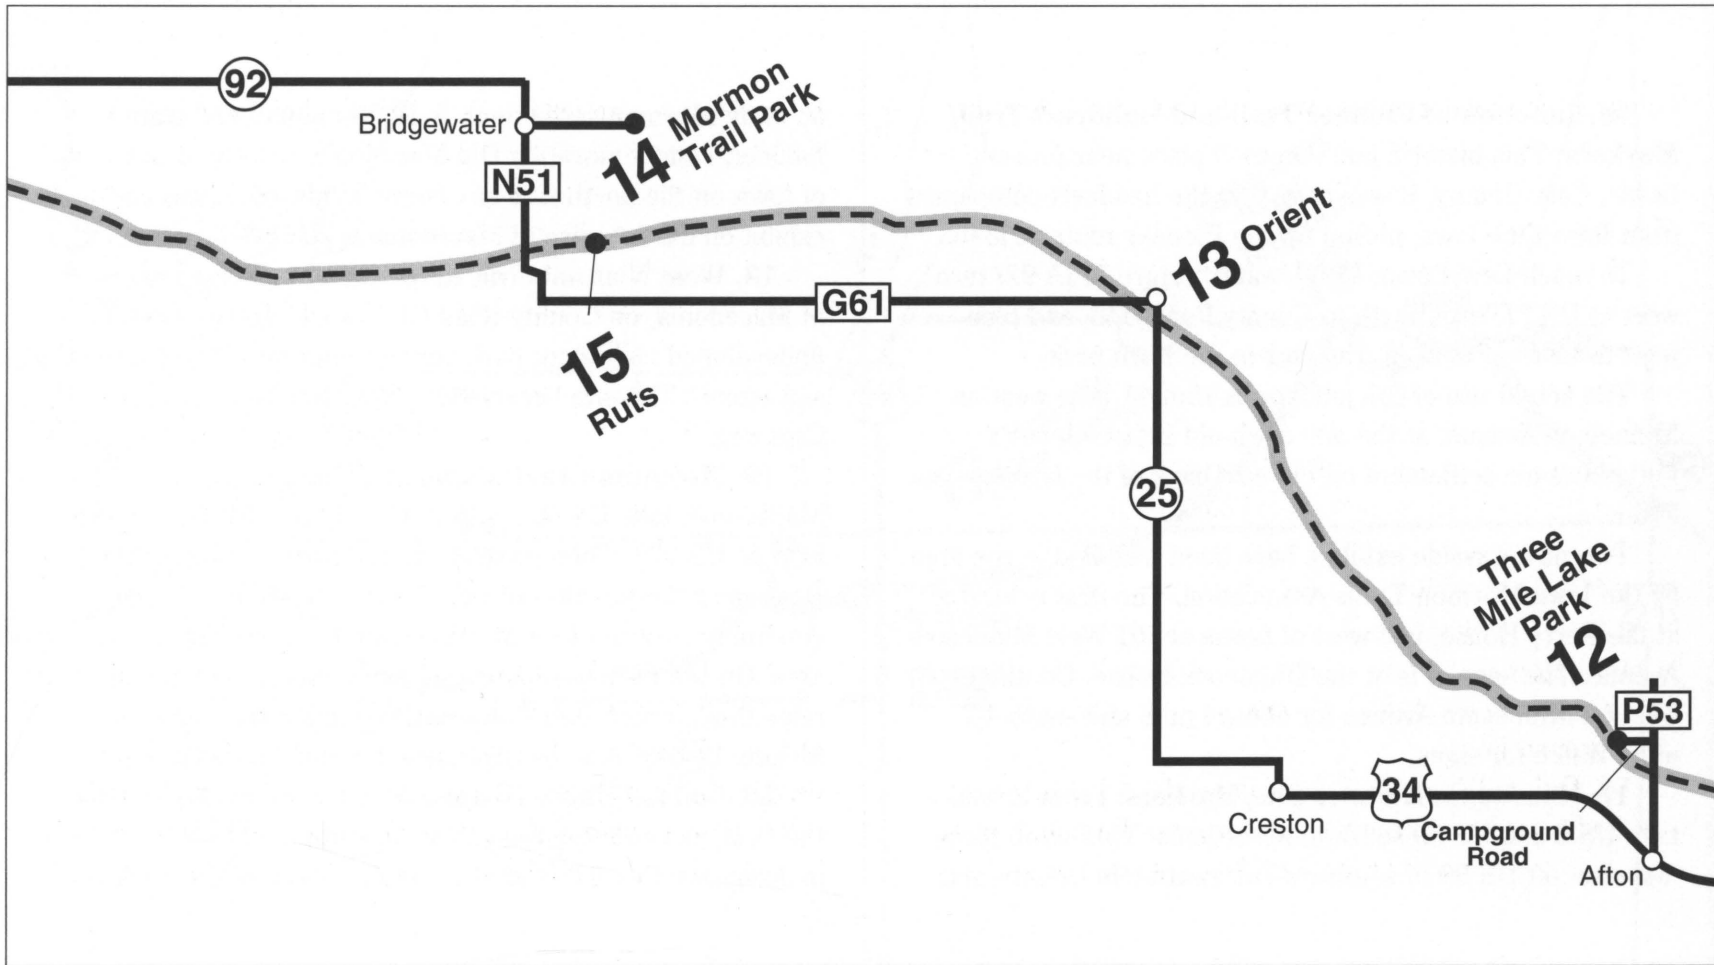 92
Bridgewater
14 Mormon
Trail Park
N51
13 Orient
G61
15
Ruts
25
Three
Mile Lake
Park
12
P53
34
Creston
Campground
Road
Afton